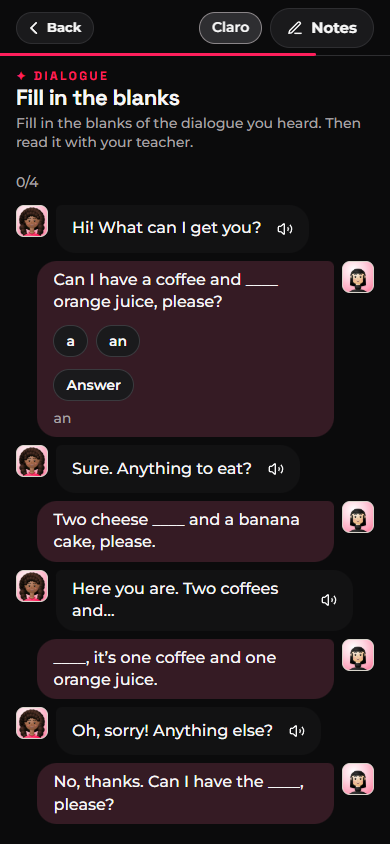 Back
Claro
Notes
DIALOGUE
Fill in the blanks
Fill in the blanks of the dialogue you heard. Then
read it with your teacher.
0/4
Hi! What can I get you?
Can I have a coffee and ____
orange juice, please?
a
an
Answer
an
Sure. Anything to eat?
Two cheese ____ and a banana
cake, please.
Here you are. Two coffees
and...
____, it’s one coffee and one
orange juice.
Oh, sorry! Anything else?
No, thanks. Can I have the ____,
please?